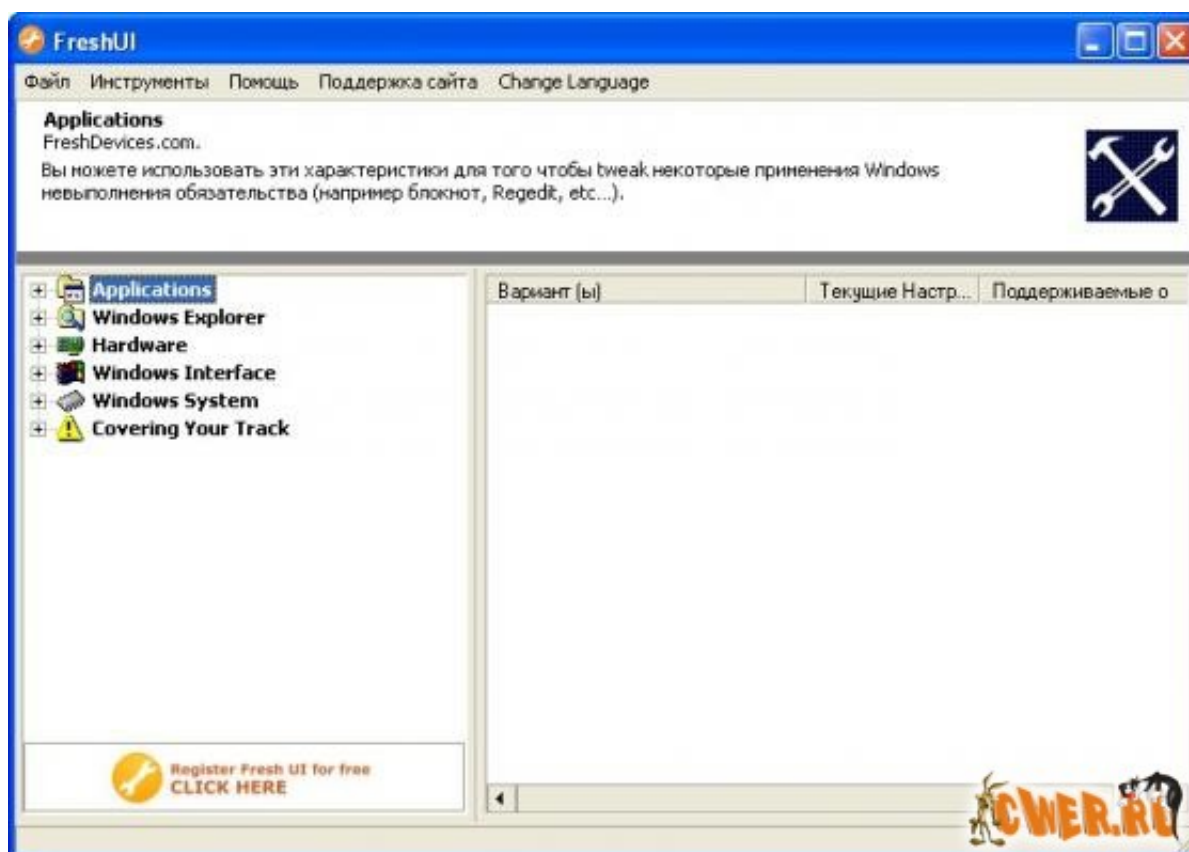 FreshUI
Файл Инструменты Помощь Поддержка сайта Change Language
Applications
FreshDevices.com.
Вы можете использовать эти характеристики для того чтобы tweak некоторые применения Windows
невыполнения обязательства (например блокнот, Regedit, etc...).
Applications
Windows Explorer
Hardware
Windows Interface
Windows System
Covering Your Track
Вариант (ы) Текущие Настр... Поддерживаемые о
Register Fresh UI for free
CLICK HERE
CWER.RU